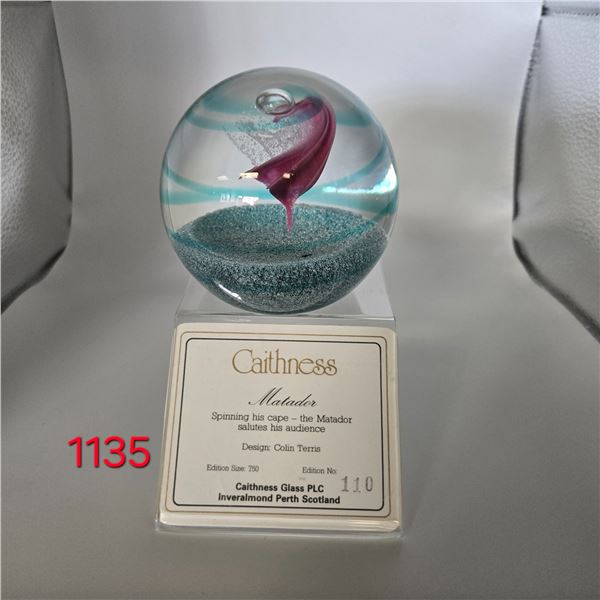 Caithness
Matador
Spinning his cape – the Matador
salutes his audience
Design: Colin Terris
Edition Size: 750 Edition No: 110
Caithness Glass PLC
Inveralmond Perth Scotland
1135